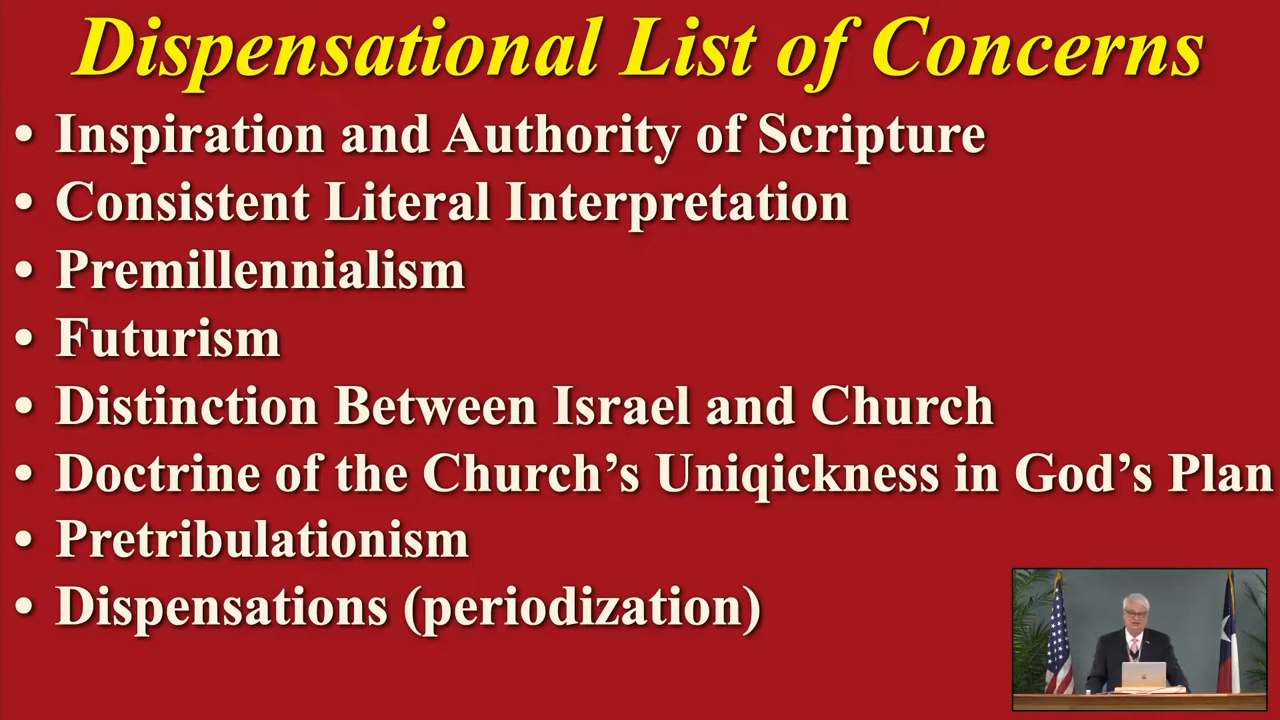 Dispensational List of Concerns
• Inspiration and Authority of Scripture
• Consistent Literal Interpretation
• Premillennialism
• Futurism
• Distinction Between Israel and Church
• Doctrine of the Church’s Uniqickness in God’s Plan
• Pretribulationism
• Dispensations (periodization)